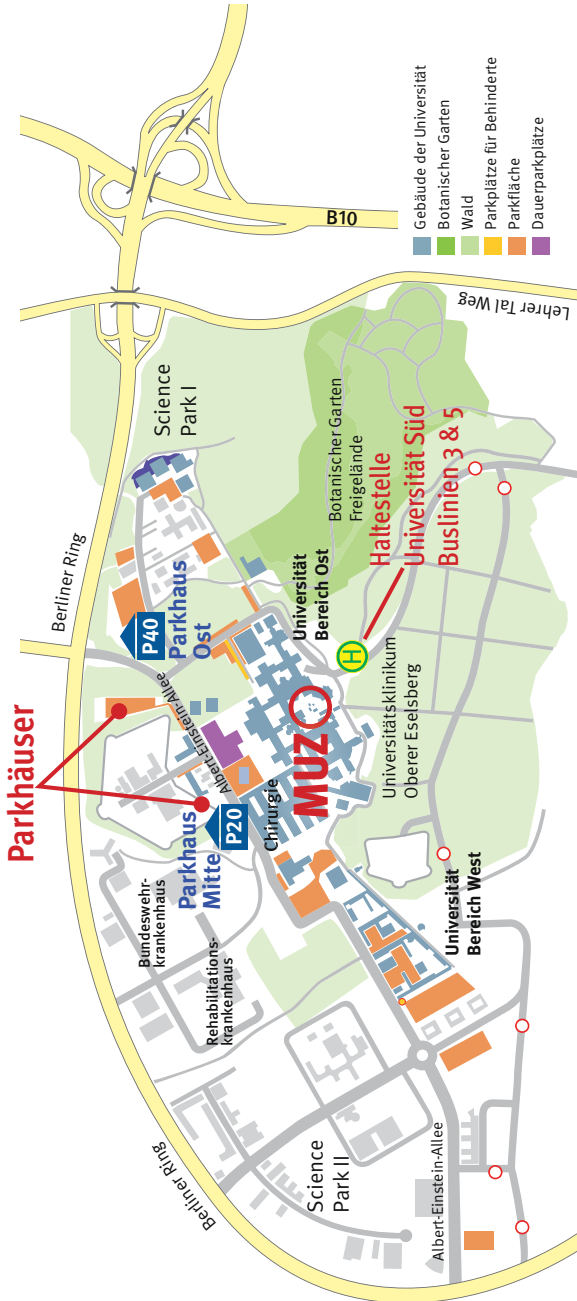 Parkhäuser
Berliner Ring
Berliner Ring
Science
Park I
P40
Parkhaus
Ost
Albert-Einstein-Allee
Parkhaus
Mitte
P20
Chirurgie
Bundeswehr-
krankenhaus
Rehabilitations-
krankenhaus
MUZ
Universität
Bereich Ost
Botanischer Garten
Freigelände
H
Haltestelle
Universität Süd
Buslinien 3 & 5
Universitätsklinikum
Oberer Eselsberg
Universität
Bereich West
Science
Park II
Albert-Einstein-Allee
B10
Lehrer Tal Weg
Gebäude der Universität
Botanischer Garten
Wald
Parkplätze für Behinderte
Parkfläche
Dauerparkplätze